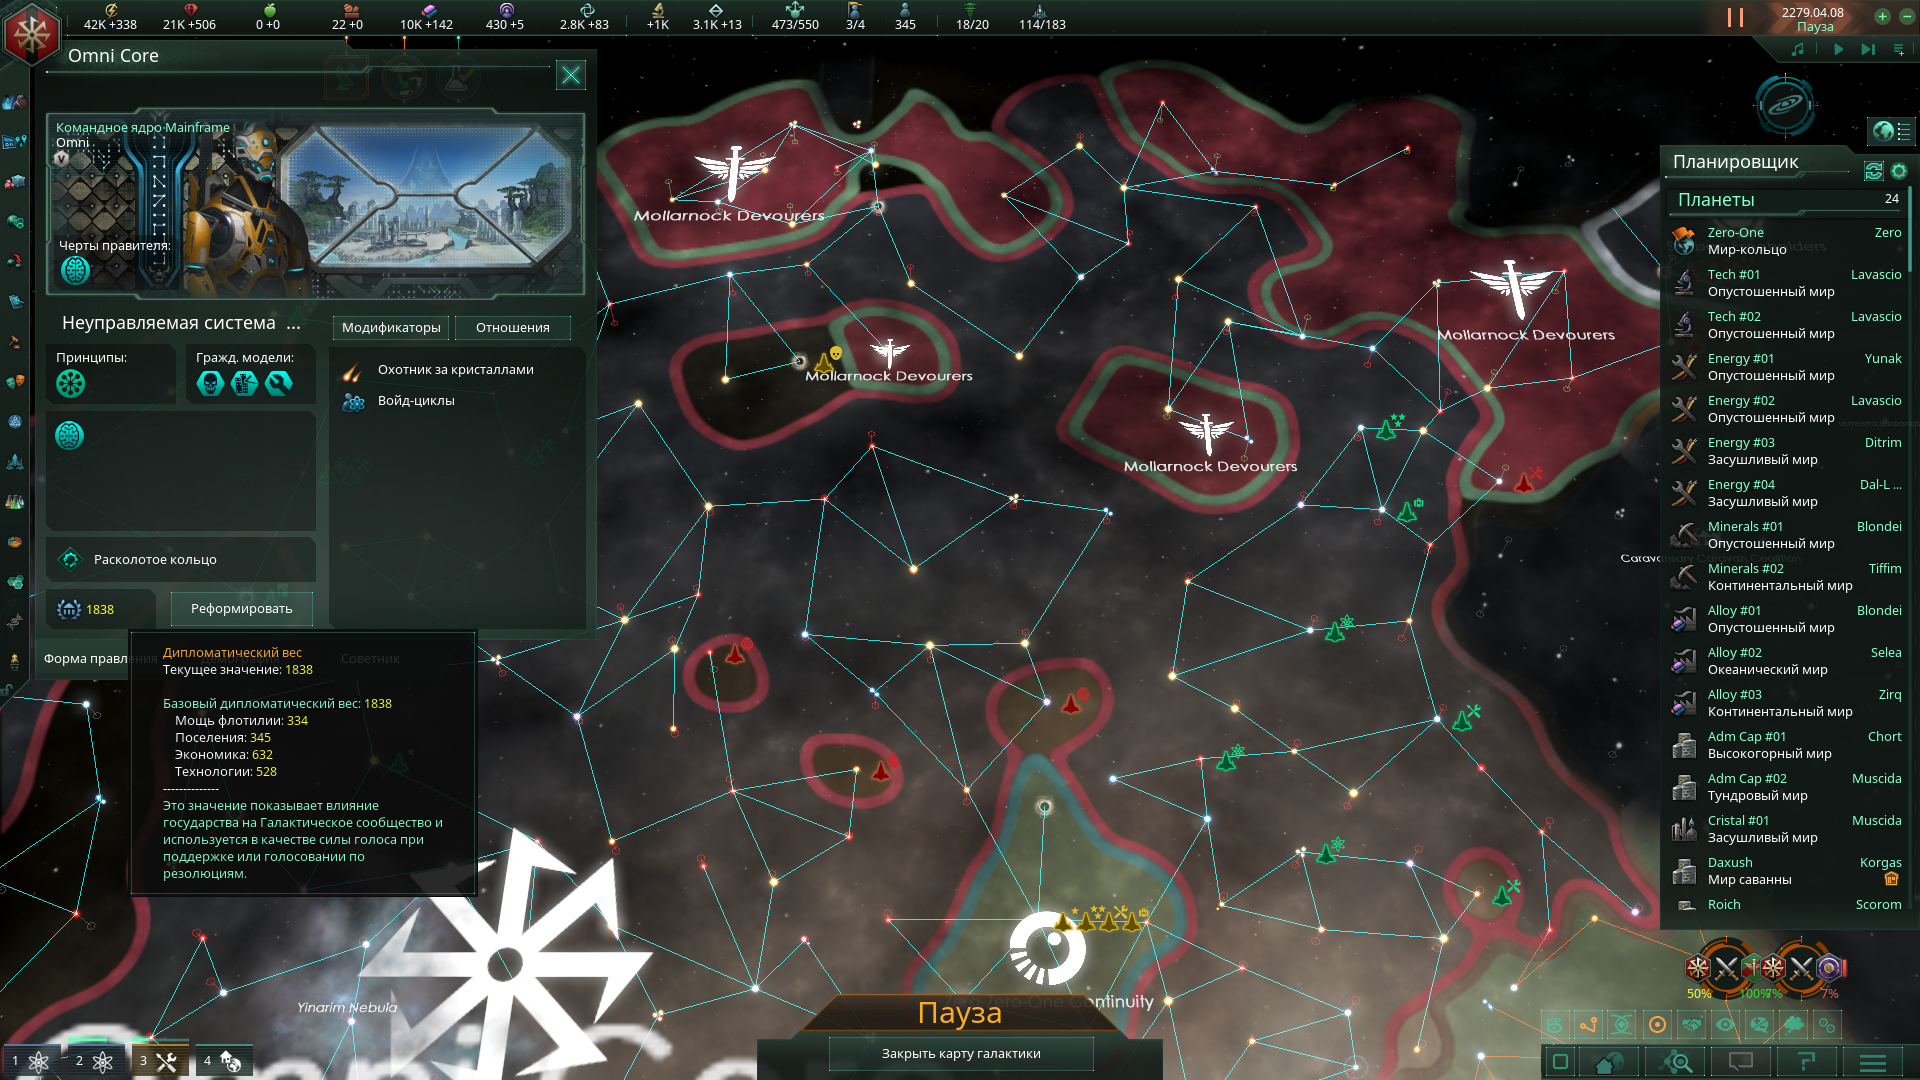 42K +338
21K +506
0 +0
22 +0
10K +142
430 +5
2.8K +83
+1K
3.1K +13
473/550
3/4
345
18/20
114/183
2279.04.08
Пауза
Omni Core
Командное ядро Mainframe
Omni
Черты правителя:
Неуправляемая система ...
Модификаторы
Отношения
Принципы:
Гражд. модели:
Охотник за кристаллами
Войд-циклы
Расколотое кольцо
1838
Реформировать
Форма правления
Демография
Советник
Дипломатический вес
Текущее значение: 1838
Базовый дипломатический вес: 1838
Мощь флотилии: 334
Поселения: 345
Экономика: 632
Технологии: 528
--------------
Это значение показывает влияние
государства на Галактическое сообщество и
используется в качестве силы голоса при
поддержке или голосовании по
резолюциям.
Mollarnock Devourers
Mollarnock Devourers
Mollarnock Devourers
Mollarnock Devourers
Yinarim Nebula
Zero-One Continuity
Пауза
Закрыть карту галактики
1
2
3
4
Планировщик
Планеты 24
Zero-One Zero
Мир-кольцо
Tech #01 Lavascio
Опустошенный мир
Tech #02 Lavascio
Опустошенный мир
Energy #01 Yunak
Опустошенный мир
Energy #02 Lavascio
Опустошенный мир
Energy #03 Ditrim
Засушливый мир
Energy #04 Dal-L ...
Засушливый мир
Minerals #01 Blondei
Опустошенный мир
Minerals #02 Tiffim
Континентальный мир
Alloy #01 Blondei
Опустошенный мир
Alloy #02 Selea
Океанический мир
Alloy #03 Zirq
Континентальный мир
Adm Cap #01 Chort
Высокогорный мир
Adm Cap #02 Muscida
Тундровый мир
Cristal #01 Muscida
Засушливый мир
Daxush Korgas
Мир саванны
Roich Scorom
50%
100%
7%
7%